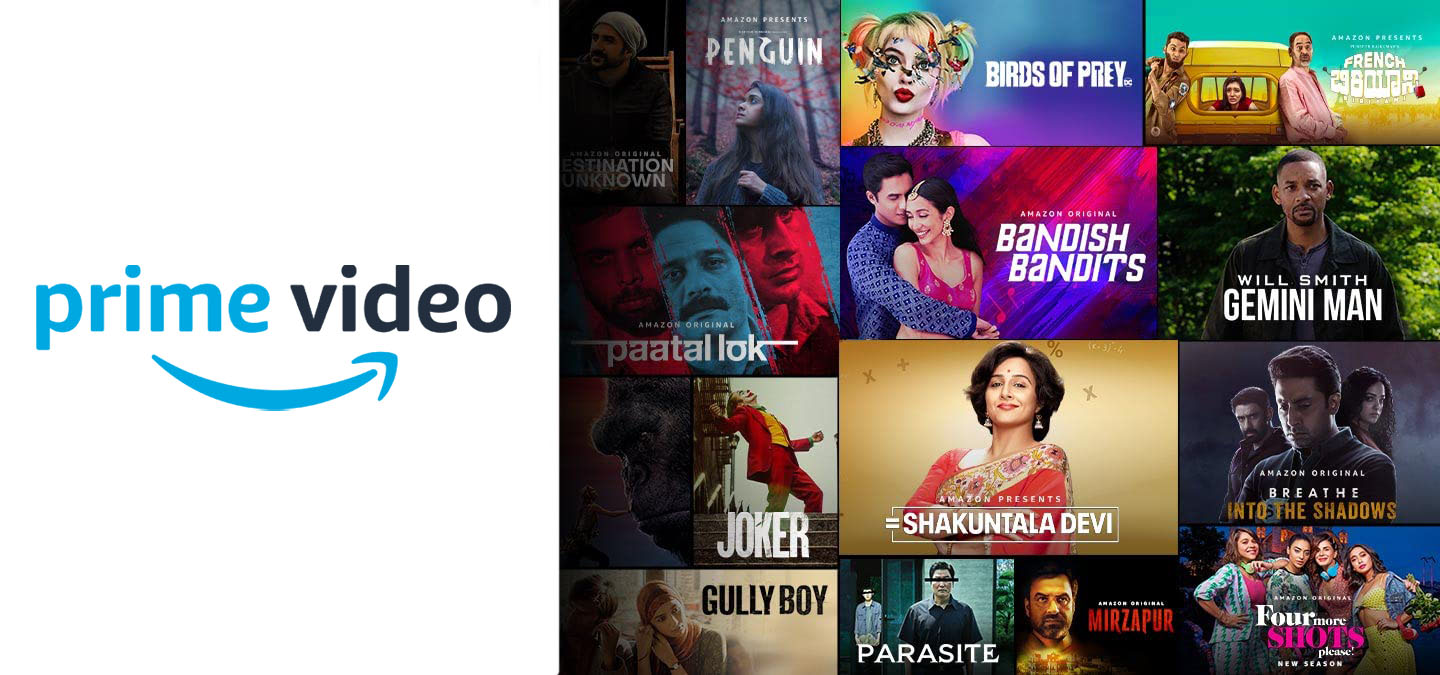 prime video
AMAZON ORIGINAL
ESTINATION
UNKNOWN
AMAZON PRESENTS
PENGUIN
BIRDS OF PREY
DC
AMAZON PRESENTS
FRENCH
ಬಿರಿಯಾನಿ
AMAZON ORIGINAL
paatal lok
AMAZON ORIGINAL
BANDISH
BANDITS
WILL SMITH
GEMINI MAN
JOKER
%
x +
x
AMAZON PRESENTS
=SHAKUNTALA DEVI
AMAZON ORIGINAL
BREATHE
INTO THE SHADOWS
GULLY BOY
PARASITE
AMAZON ORIGINAL
MIRZAPUR
AMAZON ORIGINAL
Four more
SHOTS
please!
NEW SEASON